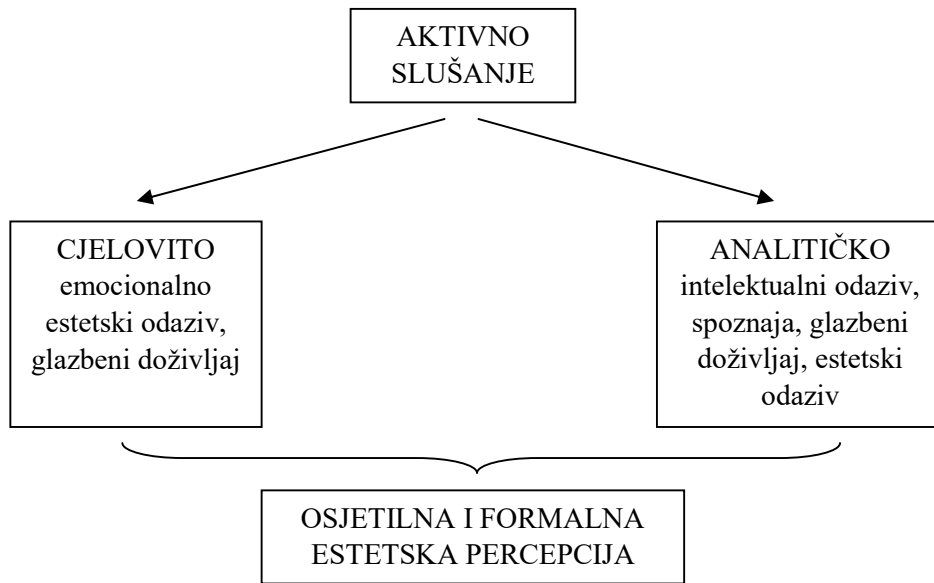 AKTIVNO
SLUŠANJE
CJELOVITO
emocionalno
estetski odaziv,
glazbeni doživljaj
ANALITIČKO
intelektualni odaziv,
spoznaja, glazbeni
doživljaj, estetski
odaziv
OSJETILNA I FORMALNA
ESTETSKA PERCEPCIJA